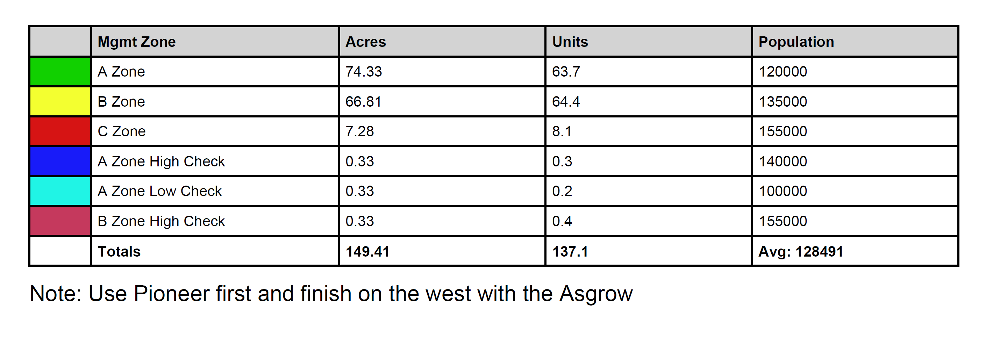 Mgmt Zone Acres Units Population
A Zone 74.33 63.7 120000
B Zone 66.81 64.4 135000
C Zone 7.28 8.1 155000
A Zone High Check 0.33 0.3 140000
A Zone Low Check 0.33 0.2 100000
B Zone High Check 0.33 0.4 155000
Totals 149.41 137.1 Avg: 128491
Note: Use Pioneer first and finish on the west with the Asgrow